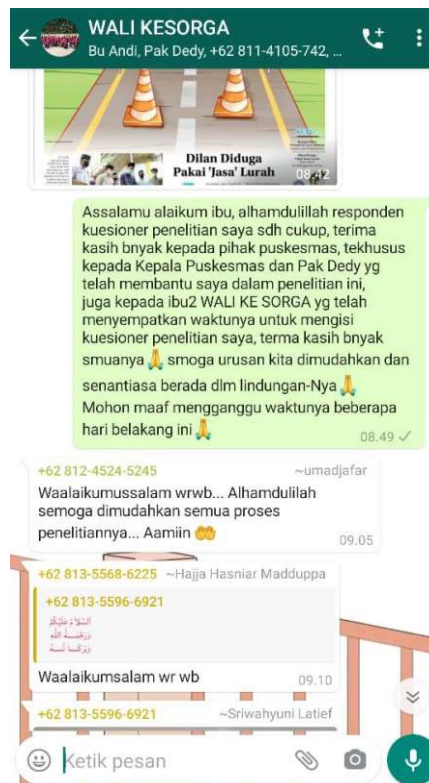 WALI KESORGA
Bu Andi, Pak Dedy, +62 811-4105-742, ...
Dilan Diduga
Pakai 'Jasa' Lurah
08.42
Assalamu alaikum ibu, alhamdulillah responden
kuesioner penelitian saya sdh cukup, terima
kasih bnyak kepada pihak puskesmas, tekhusus
kepada Kepala Puskesmas dan Pak Dedy yg
telah membantu saya dalam penelitian ini,
juga kepada ibu2 WALI KE SORGA yg telah
menyempatkan waktunya untuk mengisi
kuesioner penelitian saya, terma kasih bnyak
smuanya 🙏 smoga urusan kita dimudahkan dan
senantiasa berada dlm lindungan-Nya 🙏
Mohon maaf mengganggu waktunya beberapa
hari belakang ini 🙏
08.49
+62 812-4524-5245 ~umadjafar
Waalaikumussalam wrwb... Alhamdulilah
semoga dimudahkan semua proses
penelitiannya... Aamiin 🤲
09.05
+62 813-5568-6225 ~Hajja Hasniar Madduppa
+62 813-5596-6921
Waalaikumsalam wr wb
09.10
+62 813-5596-6921 ~Sriwahyuni Latief
Ketik pesan